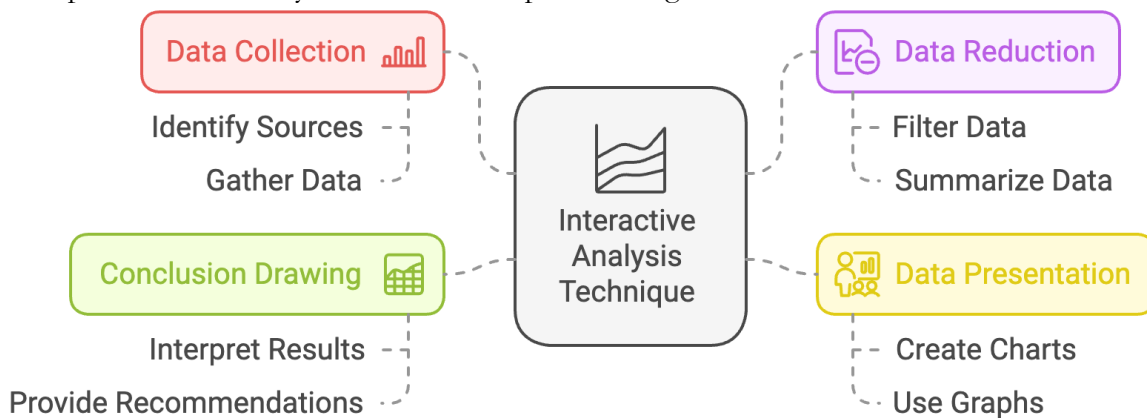 Data Collection
Identify Sources
Gather Data
Conclusion Drawing
Interpret Results
Provide Recommendations
Interactive
Analysis
Technique
Data Reduction
Filter Data
Summarize Data
Data Presentation
Create Charts
Use Graphs